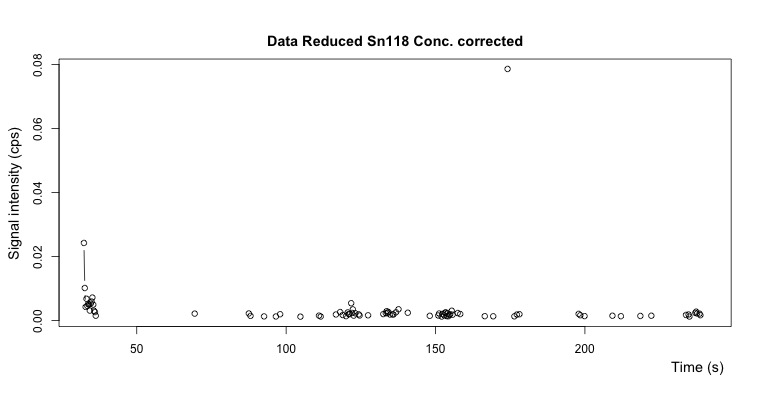 Data Reduced Sn118 Conc. corrected
Signal intensity (cps)
0.08
0.06
0.04
0.02
0.00
50 100 150 200
Time (s)